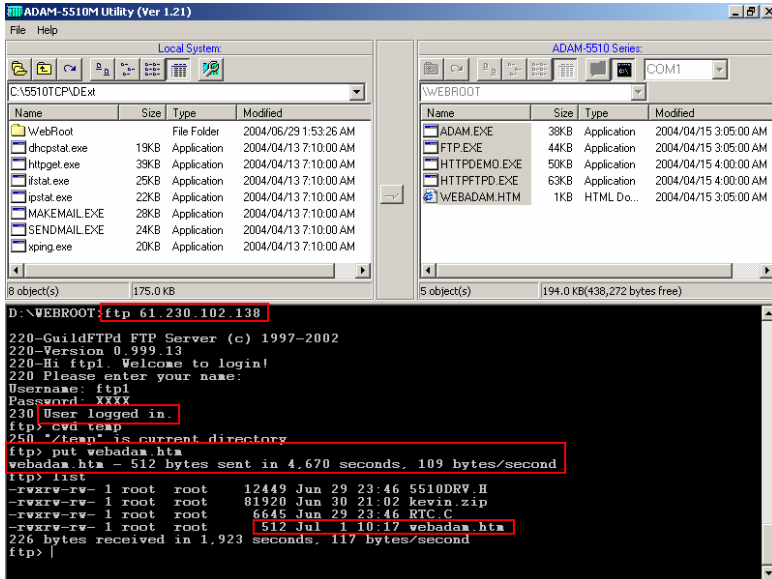 ADAM-5510M Utility (Ver 1.21)
File Help
Local System:
C:\5510TCP\DExt
Name Size Type Modified
WebRoot File Folder 2004/06/29 1:53:26 AM
dhcpstat.exe 19KB Application 2004/04/13 7:10:00 AM
httpget.exe 39KB Application 2004/04/13 7:10:00 AM
ifstat.exe 25KB Application 2004/04/13 7:10:00 AM
ipstat.exe 22KB Application 2004/04/13 7:10:00 AM
MAKEMAIL.EXE 28KB Application 2004/04/13 7:10:00 AM
SENDMAIL.EXE 24KB Application 2004/04/13 7:10:00 AM
xping.exe 20KB Application 2004/04/13 7:10:00 AM
8 object(s) 175.0 KB
ADAM-5510 Series:
COM1
\WEBROOT
Name Size Type Modified
ADAM.EXE 38KB Application 2004/04/15 3:05:00 AM
FTP.EXE 44KB Application 2004/04/15 3:05:00 AM
HTTPDEMO.EXE 50KB Application 2004/04/15 4:00:00 AM
HTTPFTPD.EXE 63KB Application 2004/04/15 4:00:00 AM
WEBADAM.HTM 1KB HTML Do... 2004/04/15 3:05:00 AM
5 object(s) 194.0 KB(438,272 bytes free)
D:\WEBROOT>ftp 61.230.102.138
220-GuildFTPd FTP Server (c) 1997-2002
220-Version 0.999.13
220-Hi ftp1. Velcome to login!
220 Please enter your name:
Username: ftp1
Password: XXXX
230 User logged in.
ftp> cwd temp
250 "/temp" is current directory
ftp> put webadam.htm
webadam.htm - 512 bytes sent in 4,670 seconds, 109 bytes/second
ftp> list
-rwxrw-rw- 1 root root 12449 Jun 29 23:46 5510DRV.H
-rwxrw-rw- 1 root root 81920 Jun 30 21:02 kevin.zip
-rwxrw-rw- 1 root root 6645 Jun 29 23:46 RTC.C
-rwxrw-rw- 1 root root 512 Jul 1 10:17 webadam.htm
226 bytes received in 1,923 seconds, 117 bytes/second
ftp>